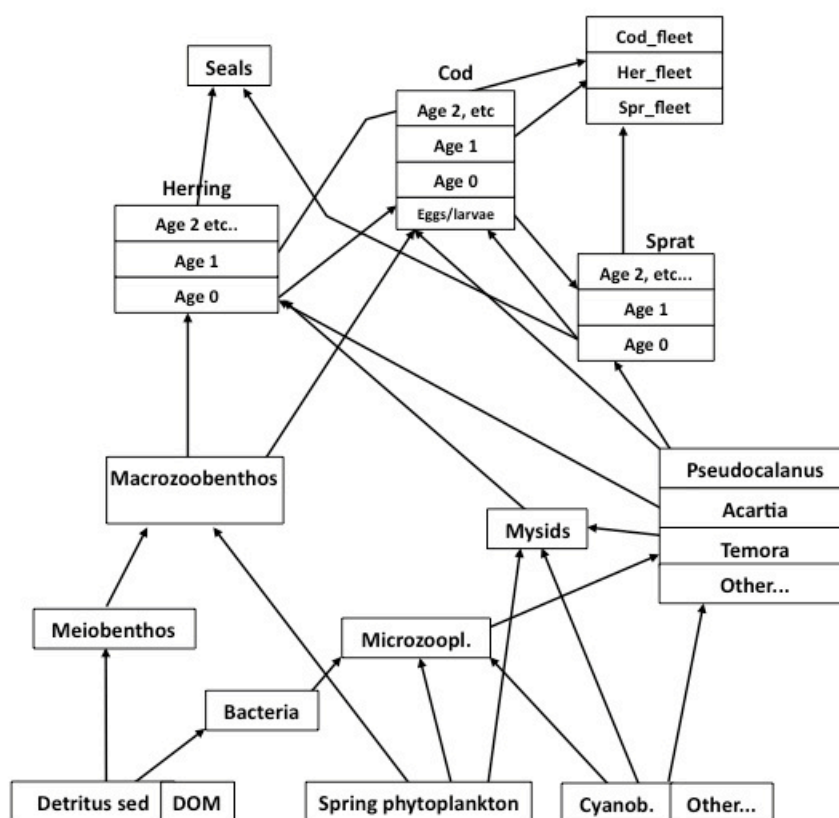 Cod_fleet
Seals
Cod
Her_fleet
Age 2, etc
Spr_fleet
Age 1
Age 0
Herring
Eggs/larvae
Age 2 etc..
Sprat
Age 1
Age 2, etc...
Age 0
Age 1
Age 0
Macrozoobenthos
Pseudocalanus
Acartia
Mysids
Temora
Other...
Meiobenthos
Microzoopl.
Bacteria
Detritus sed
DOM
Spring phytoplankton
Cyanob.
Other...